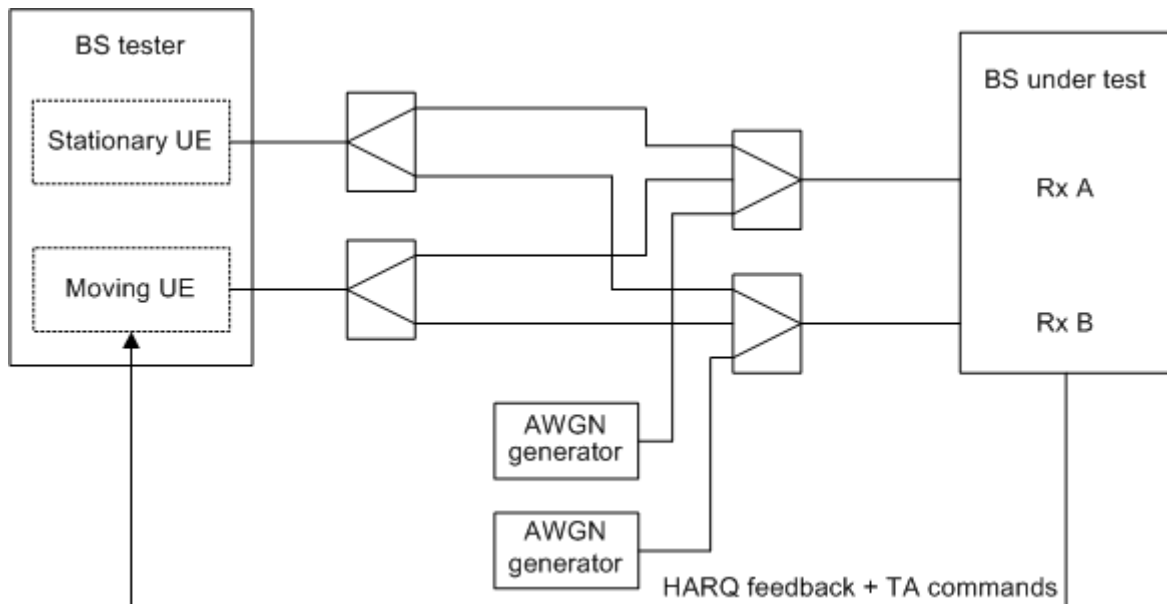 BS tester
Stationary UE
Moving UE
BS under test
Rx A
Rx B
AWGN
generator
AWGN
generator
HARQ feedback + TA commands